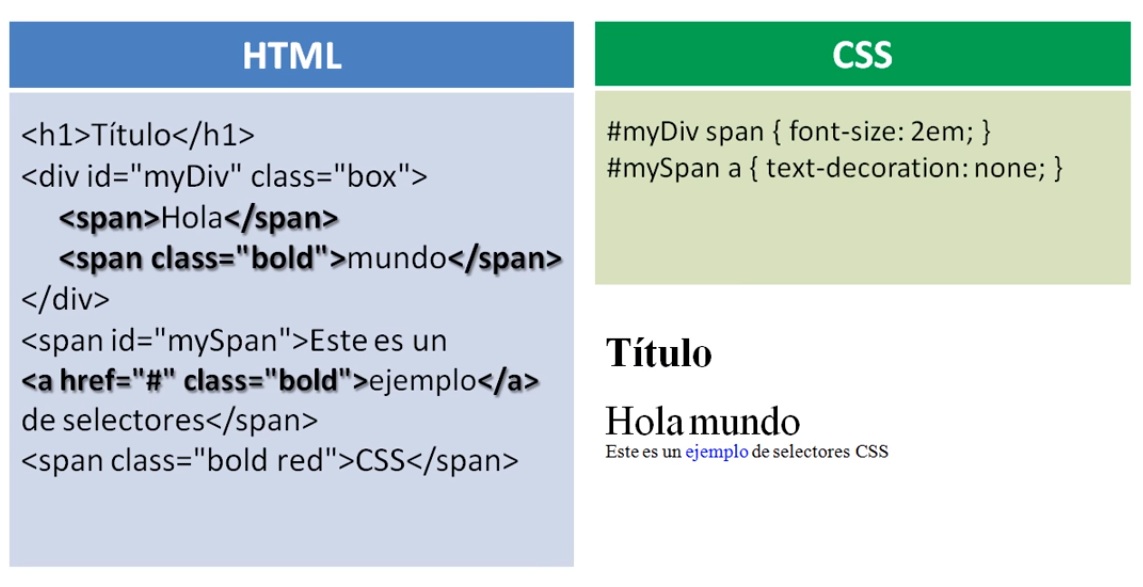 HTML
<h1>Título</h1>
<div id="myDiv" class="box">
<span>Hola</span>
<span class="bold">mundo</span>
</div>
<span id="mySpan">Este es un
<a href="#" class="bold">ejemplo</a>
de selectores</span>
<span class="bold red">CSS</span>
CSS
#myDiv span { font-size: 2em; }
#mySpan a { text-decoration: none; }
Título
Hola mundo
Este es un ejemplo de selectores CSS